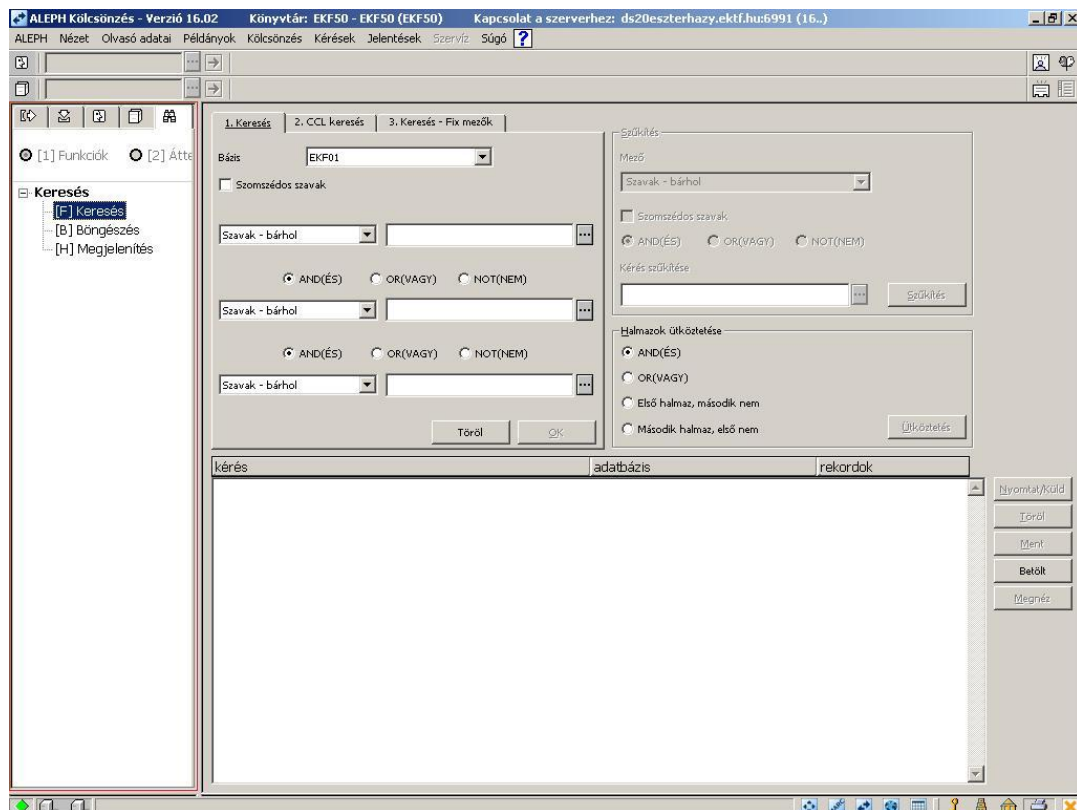 ALEPH Kölcsönzés - Verzió 16.02 Könyvtár: EKF50 - EKF50 (EKF50) Kapcsolat a szerverhez: ds20eszterhazy.ektf.hu:6991 (16..)
ALEPH Nézet Olvasó adatai Példányok Kölcsönzés Kérések Jelentések Szervíz Súgó ?
[1] Funkciók [2] Átte
Keresés
[F] Keresés
[B] Böngészés
[H] Megjelenítés
1. Keresés 2. CCL keresés 3. Keresés - Fix mezők
Bázis EKF01
Szomszédos szavak
Szavak - bárhol ...
AND(ÉS) OR(VAGY) NOT(NEM)
Szavak - bárhol ...
AND(ÉS) OR(VAGY) NOT(NEM)
Szavak - bárhol ...
Töröl OK
Szűkítés
Mező
Szavak - bárhol
Szomszédos szavak
AND(ÉS) OR(VAGY) NOT(NEM)
Kérés szűkítése
... Szűkítés
Halmazok ütköztetése
AND(ÉS)
OR(VAGY)
Első halmaz, második nem
Második halmaz, első nem Ütköztetés
kérés adatbázis rekordok
Nyomtat/Küld
Töröl
Ment
Betölt
Megnéz